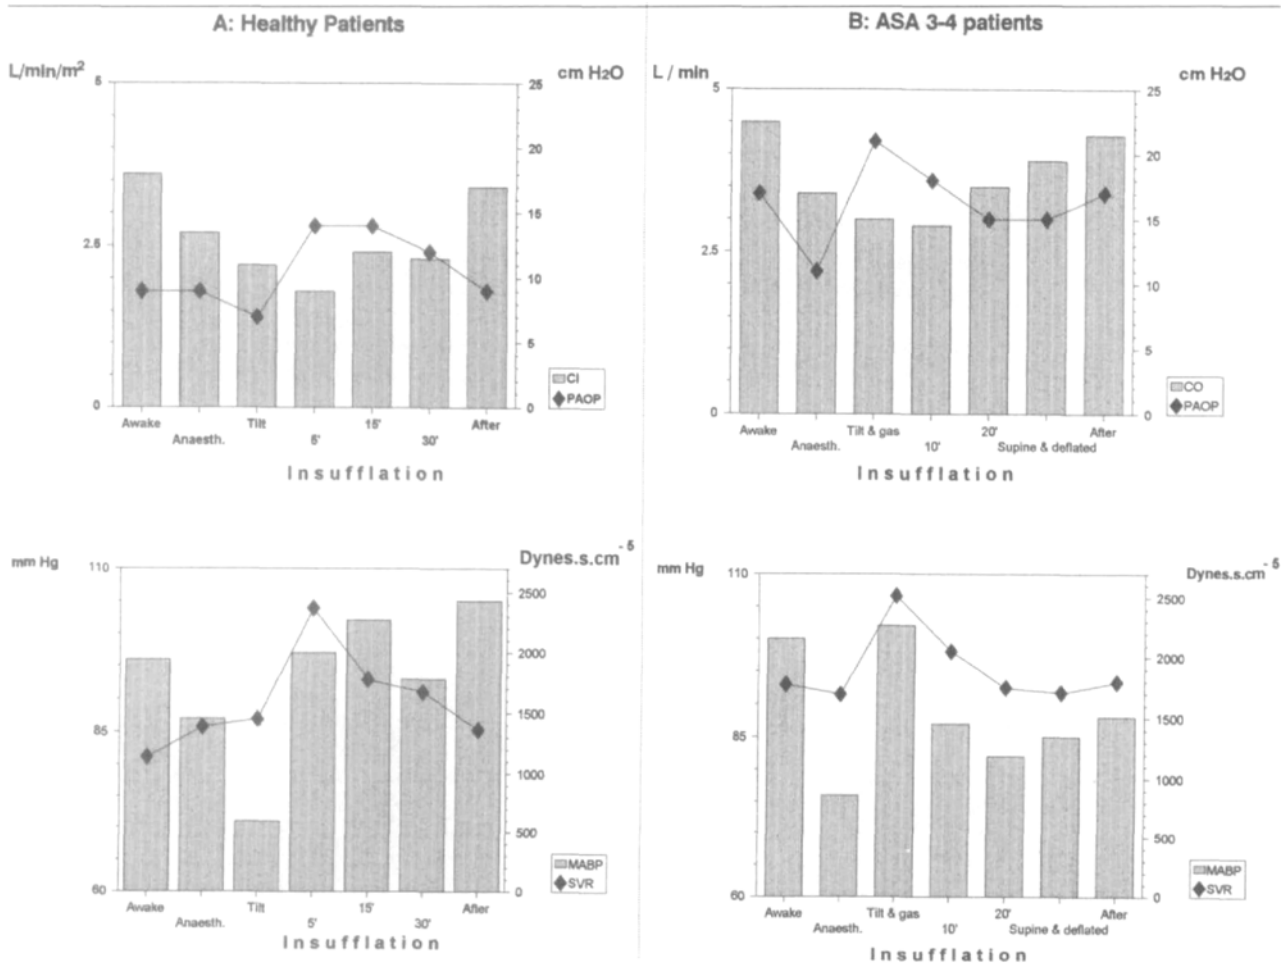 A: Healthy Patients
B: ASA 3-4 patients
L/min/m²
cm H₂O
5
25
20
15
2.5
10
5
0
0
CI
PAOP
Awake
Anaesth.
Tilt
5'
15'
30'
After
Insufflation
L / min
cm H₂O
5
25
20
15
2.5
10
5
0
0
CO
PAOP
Awake
Anaesth.
Tilt & gas
10'
20'
Supine & deflated
After
Insufflation
mm Hg
Dynes.s.cm⁻⁵
110
2500
2000
85
1500
1000
500
60
0
MABP
SVR
Awake
Anaesth.
Tilt
5'
15'
30'
After
Insufflation
mm Hg
Dynes.s.cm⁻⁵
110
2500
2000
85
1500
1000
500
60
0
MABP
SVR
Awake
Anaesth.
Tilt & gas
10'
20'
Supine & deflated
After
Insufflation